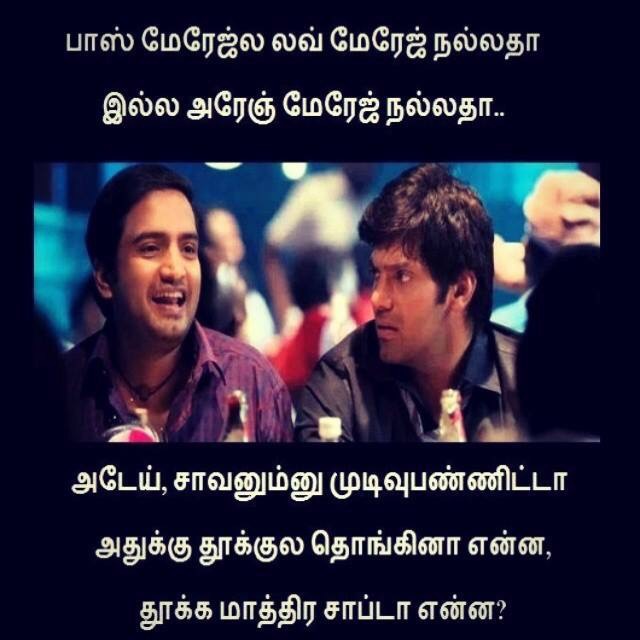 பாஸ் மேரேஜ்ல லவ் மேரேஜ் நல்லதா
இல்ல அரேஞ் மேரேஜ் நல்லதா..
அடேய், சாவனும்னு முடிவுபண்ணிட்டா
அதுக்கு தூக்குல தொங்கினா என்ன,
தூக்க மாத்திர சாப்டா என்ன?